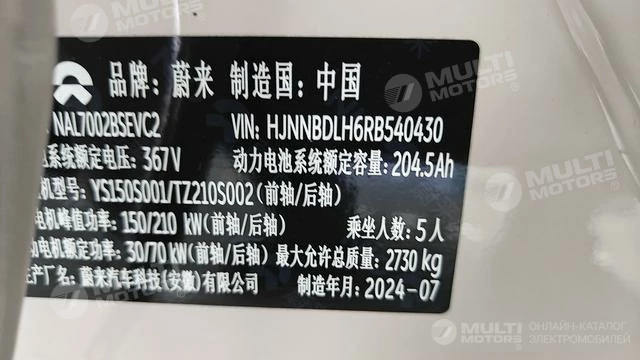 品牌：蔚来 制造国：中国
NAL7002BSEVC2 VIN: HJNNBDLH6RB540430
电系统额定电压：367V 动力电池系统额定容量：204.5Ah
机型号：YS150S001/TZ210S002(前轴/后轴)
电机峰值功率：150/210 kW(前轴/后轴) 乘坐人数：5人
动电机额定功率：30/70kW(前轴/后轴) 最大允许总质量：2730 kg
生产厂名：蔚来汽车科技(安徽)有限公司 制造年月：2024-07
MULTI MOTORS
MULTI MOTORS
MULTI MOTORS
MULTI MOTORS ОНЛАЙН-КАТАЛОГ ЭЛЕКТРОМОБИЛЕЙ